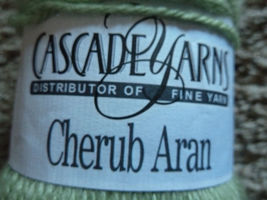 CASCADE YARNS
DISTRIBUTOR OF FINE YARN
Cherub Aran